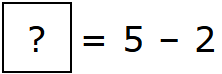 ? = 5 − 2